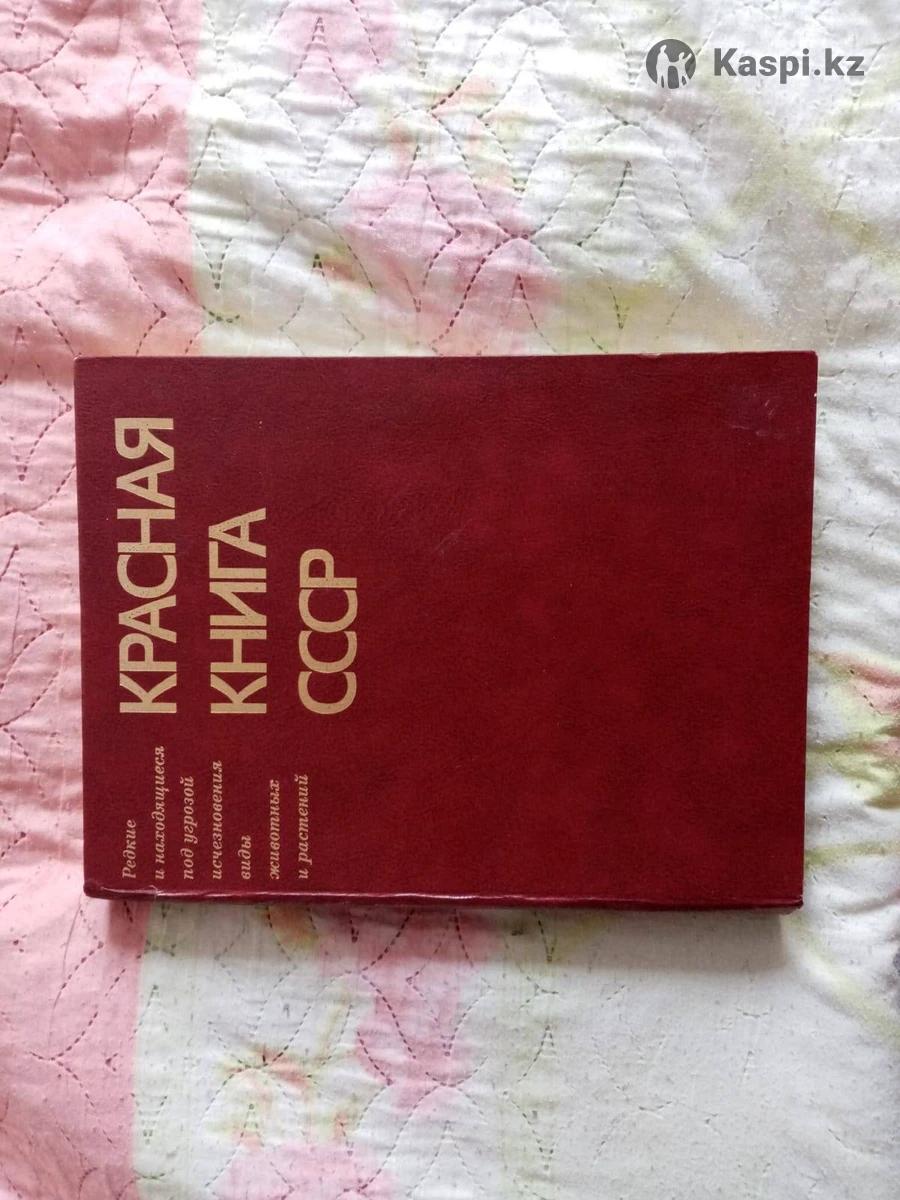 Kaspi.kz
Редкие
и находящиеся
под угрозой
исчезновения
виды
животных
и растений
КРАСНАЯ
КНИГА
СССР